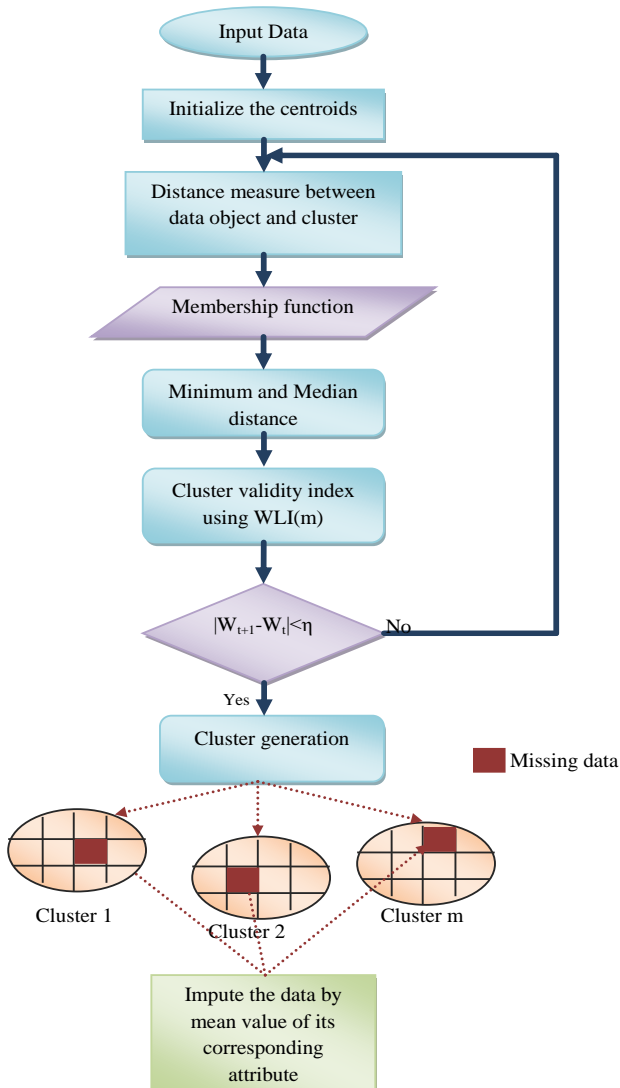 Input Data
Initialize the centroids
Distance measure between
data object and cluster
Membership function
Minimum and Median
distance
Cluster validity index
using WLI(m)
|Wt+1-Wt|<η
No
Yes
Cluster generation
Missing data
Cluster 1
Cluster 2
Cluster m
Impute the data by
mean value of its
corresponding
attribute